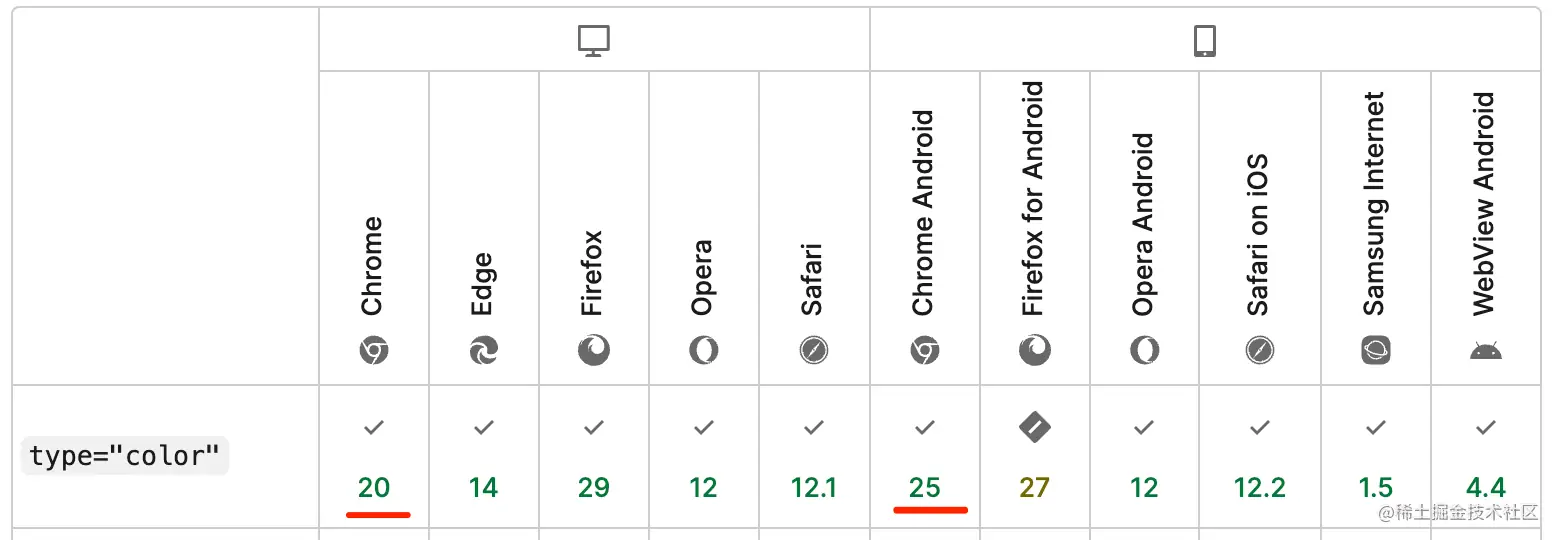 Chrome
Edge
Firefox
Opera
Safari
Chrome Android
Firefox for Android
Opera Android
Safari on iOS
Samsung Internet
WebView Android
type="color"
20 14 29 12 12.1 25 27 12 12.2 1.5 4.4
@稀土掘金技术社区